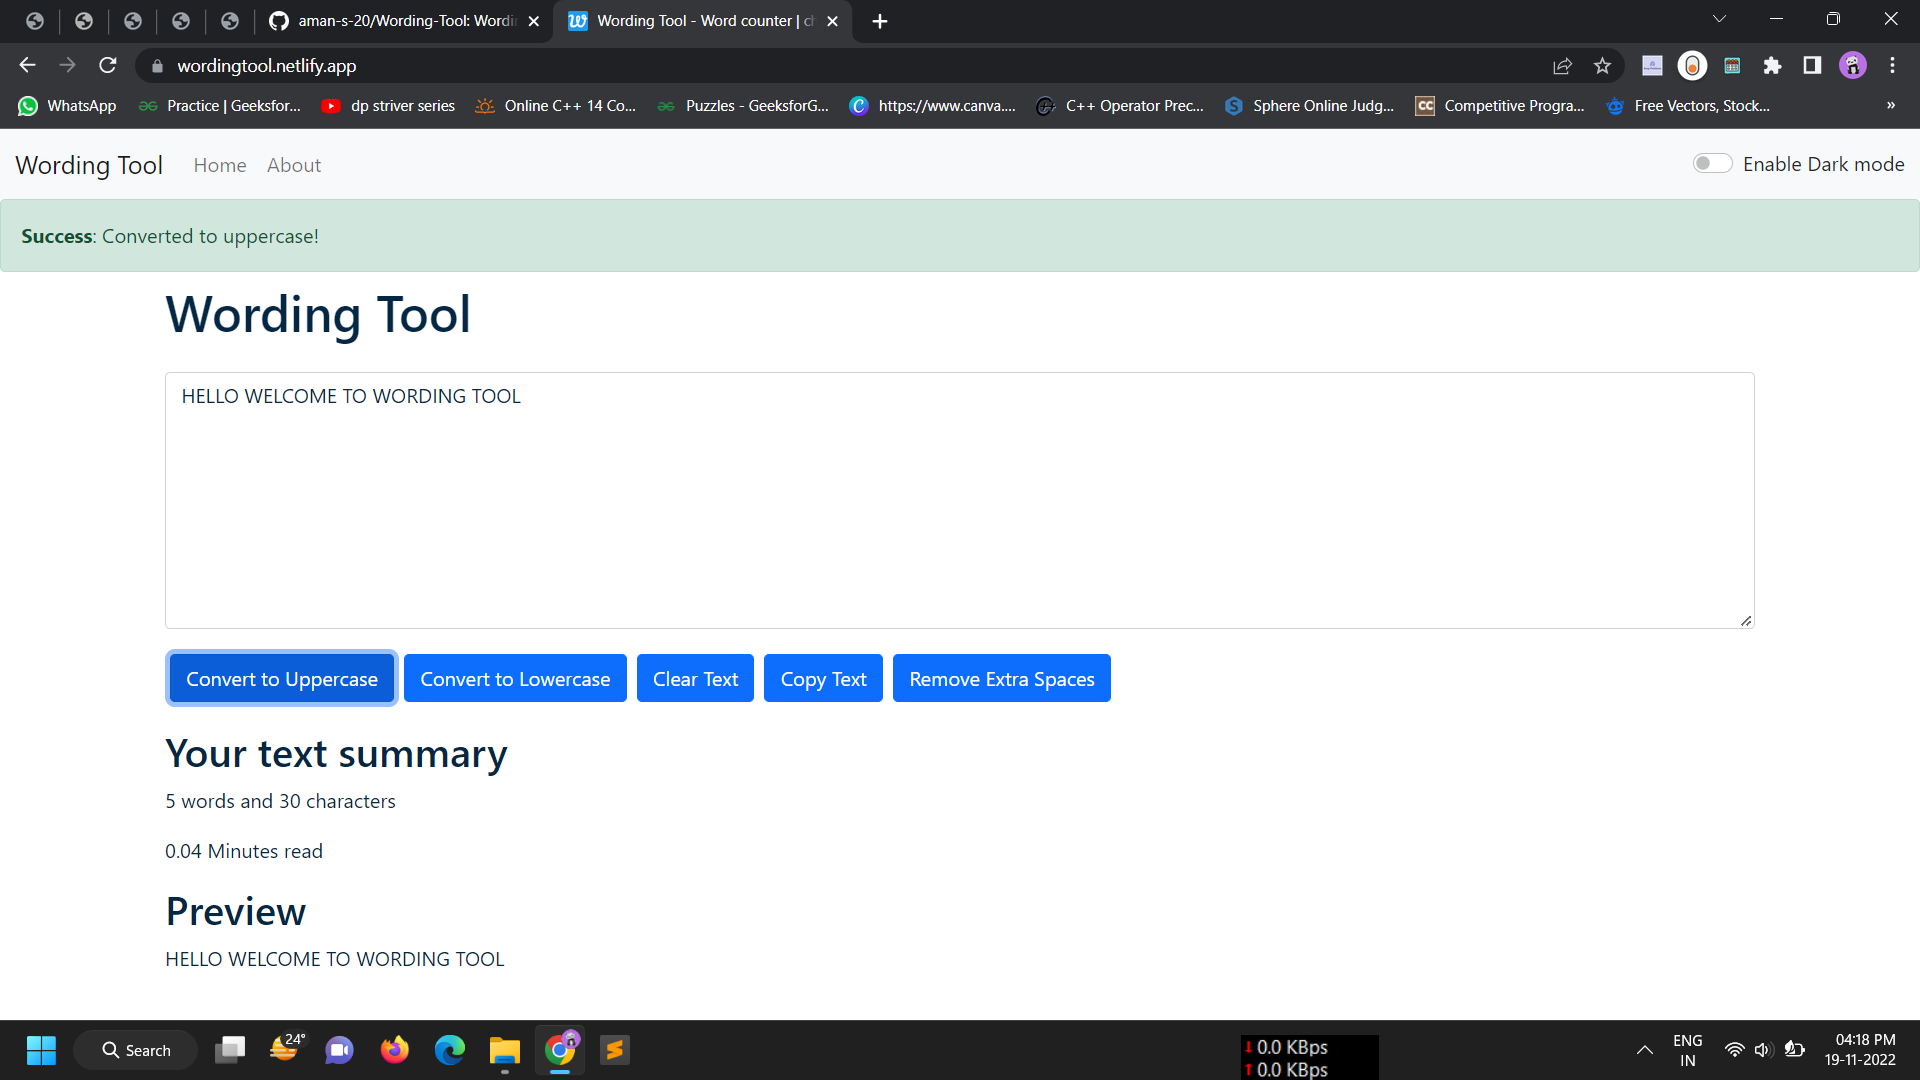 aman-s-20/Wording-Tool: Wordi
Wording Tool - Word counter | ch
wordingtool.netlify.app
WhatsApp
Practice | Geeksfor...
dp striver series
Online C++ 14 Co...
Puzzles - GeeksforG...
https://www.canva....
C++ Operator Prec...
Sphere Online Judg...
CC
Competitive Progra...
Free Vectors, Stock...
»
Wording Tool
Home
About
Enable Dark mode
Success: Converted to uppercase!
Wording Tool
HELLO WELCOME TO WORDING TOOL
Convert to Uppercase
Convert to Lowercase
Clear Text
Copy Text
Remove Extra Spaces
Your text summary
5 words and 30 characters
0.04 Minutes read
Preview
HELLO WELCOME TO WORDING TOOL
Search
24°
0.0 KBps
0.0 KBps
ENG
IN
04:18 PM
19-11-2022